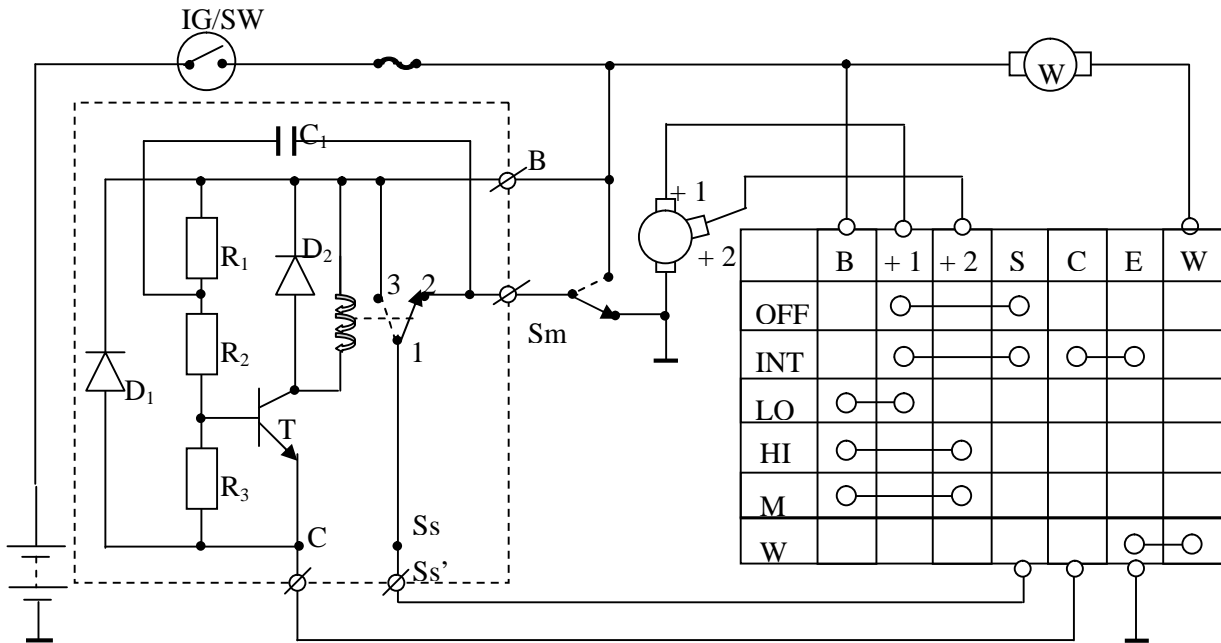 IG/SW
W
C₁
B
+ 1
+ 2
R₁
D₂
3 2
Sm
1
D₁
R₂
T
R₃
C
Ss
Ss’
B + 1 + 2 S C E W
OFF
INT
LO
HI
M
W